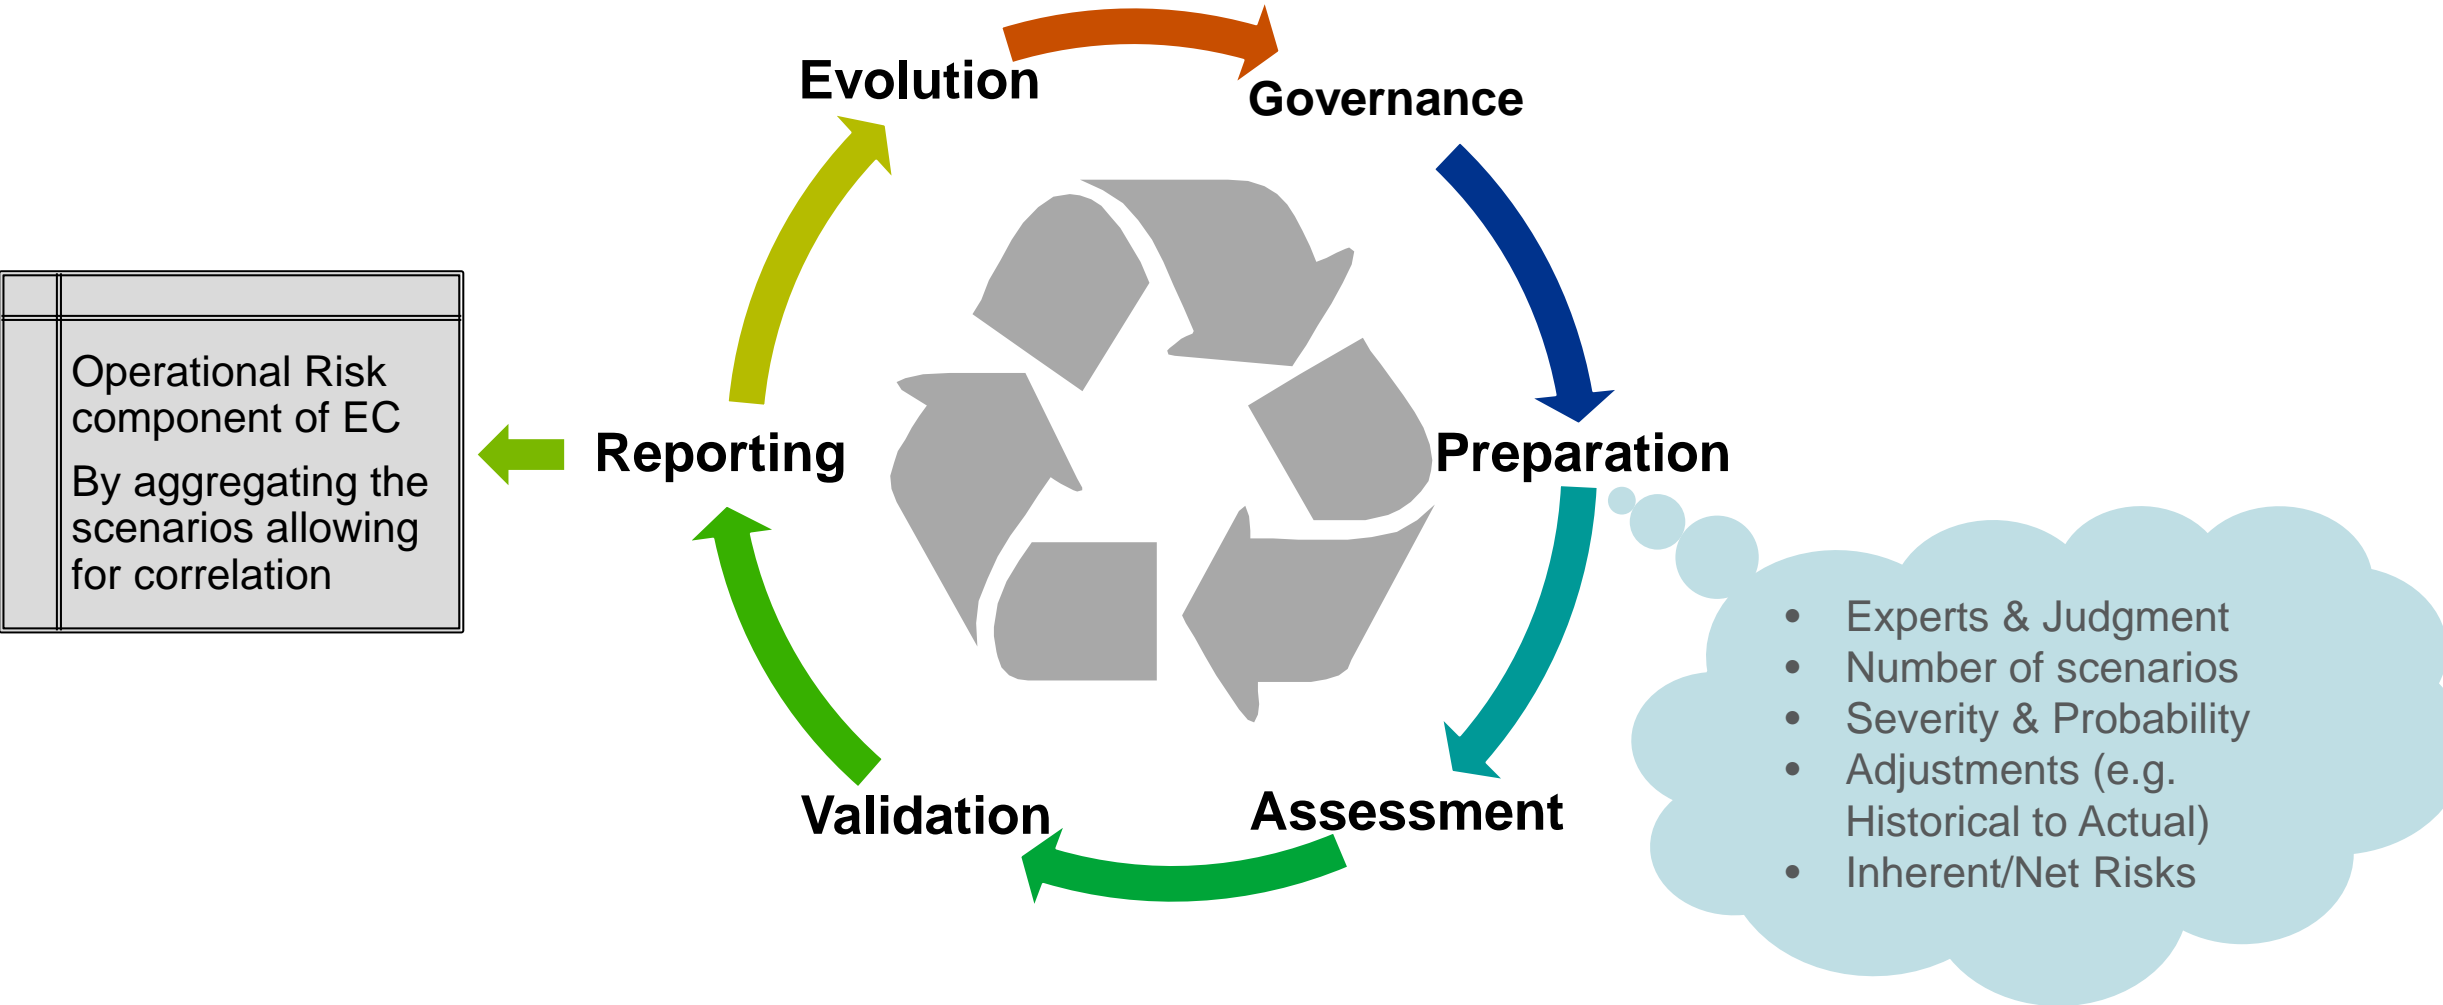 Evolution
Governance
Operational Risk
component of EC
By aggregating the
scenarios allowing
for correlation
Reporting
Preparation
• Experts & Judgment
• Number of scenarios
• Severity & Probability
• Adjustments (e.g.
Historical to Actual)
• Inherent/Net Risks
Validation
Assessment